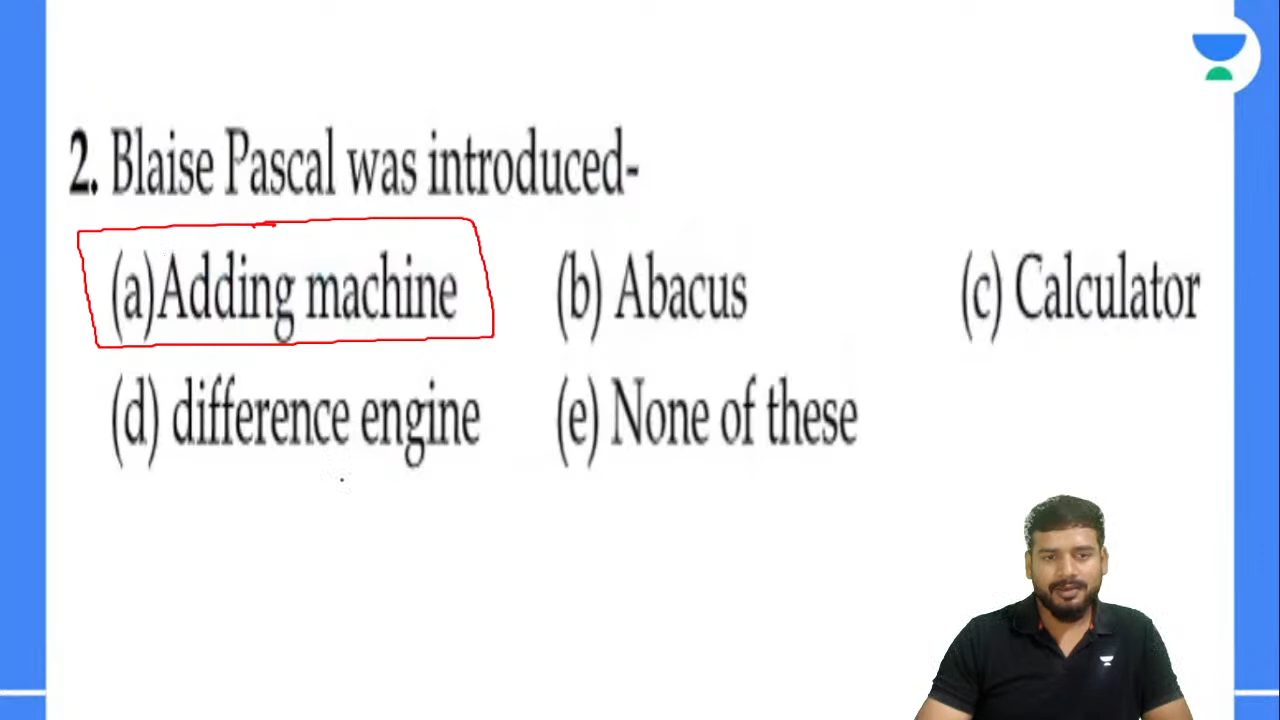 2. Blaise Pascal was introduced-
(a)Adding machine (b) Abacus (c) Calculator
(d) difference engine (e) None of these